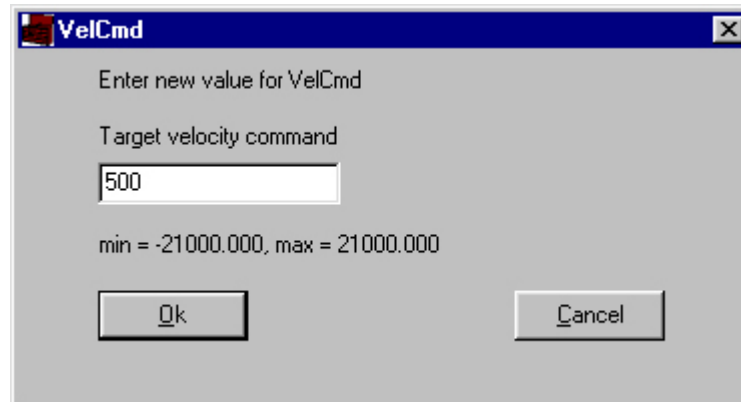 VelCmd
Enter new value for VelCmd
Target velocity command
500
min = -21000.000, max = 21000.000
Ok Cancel